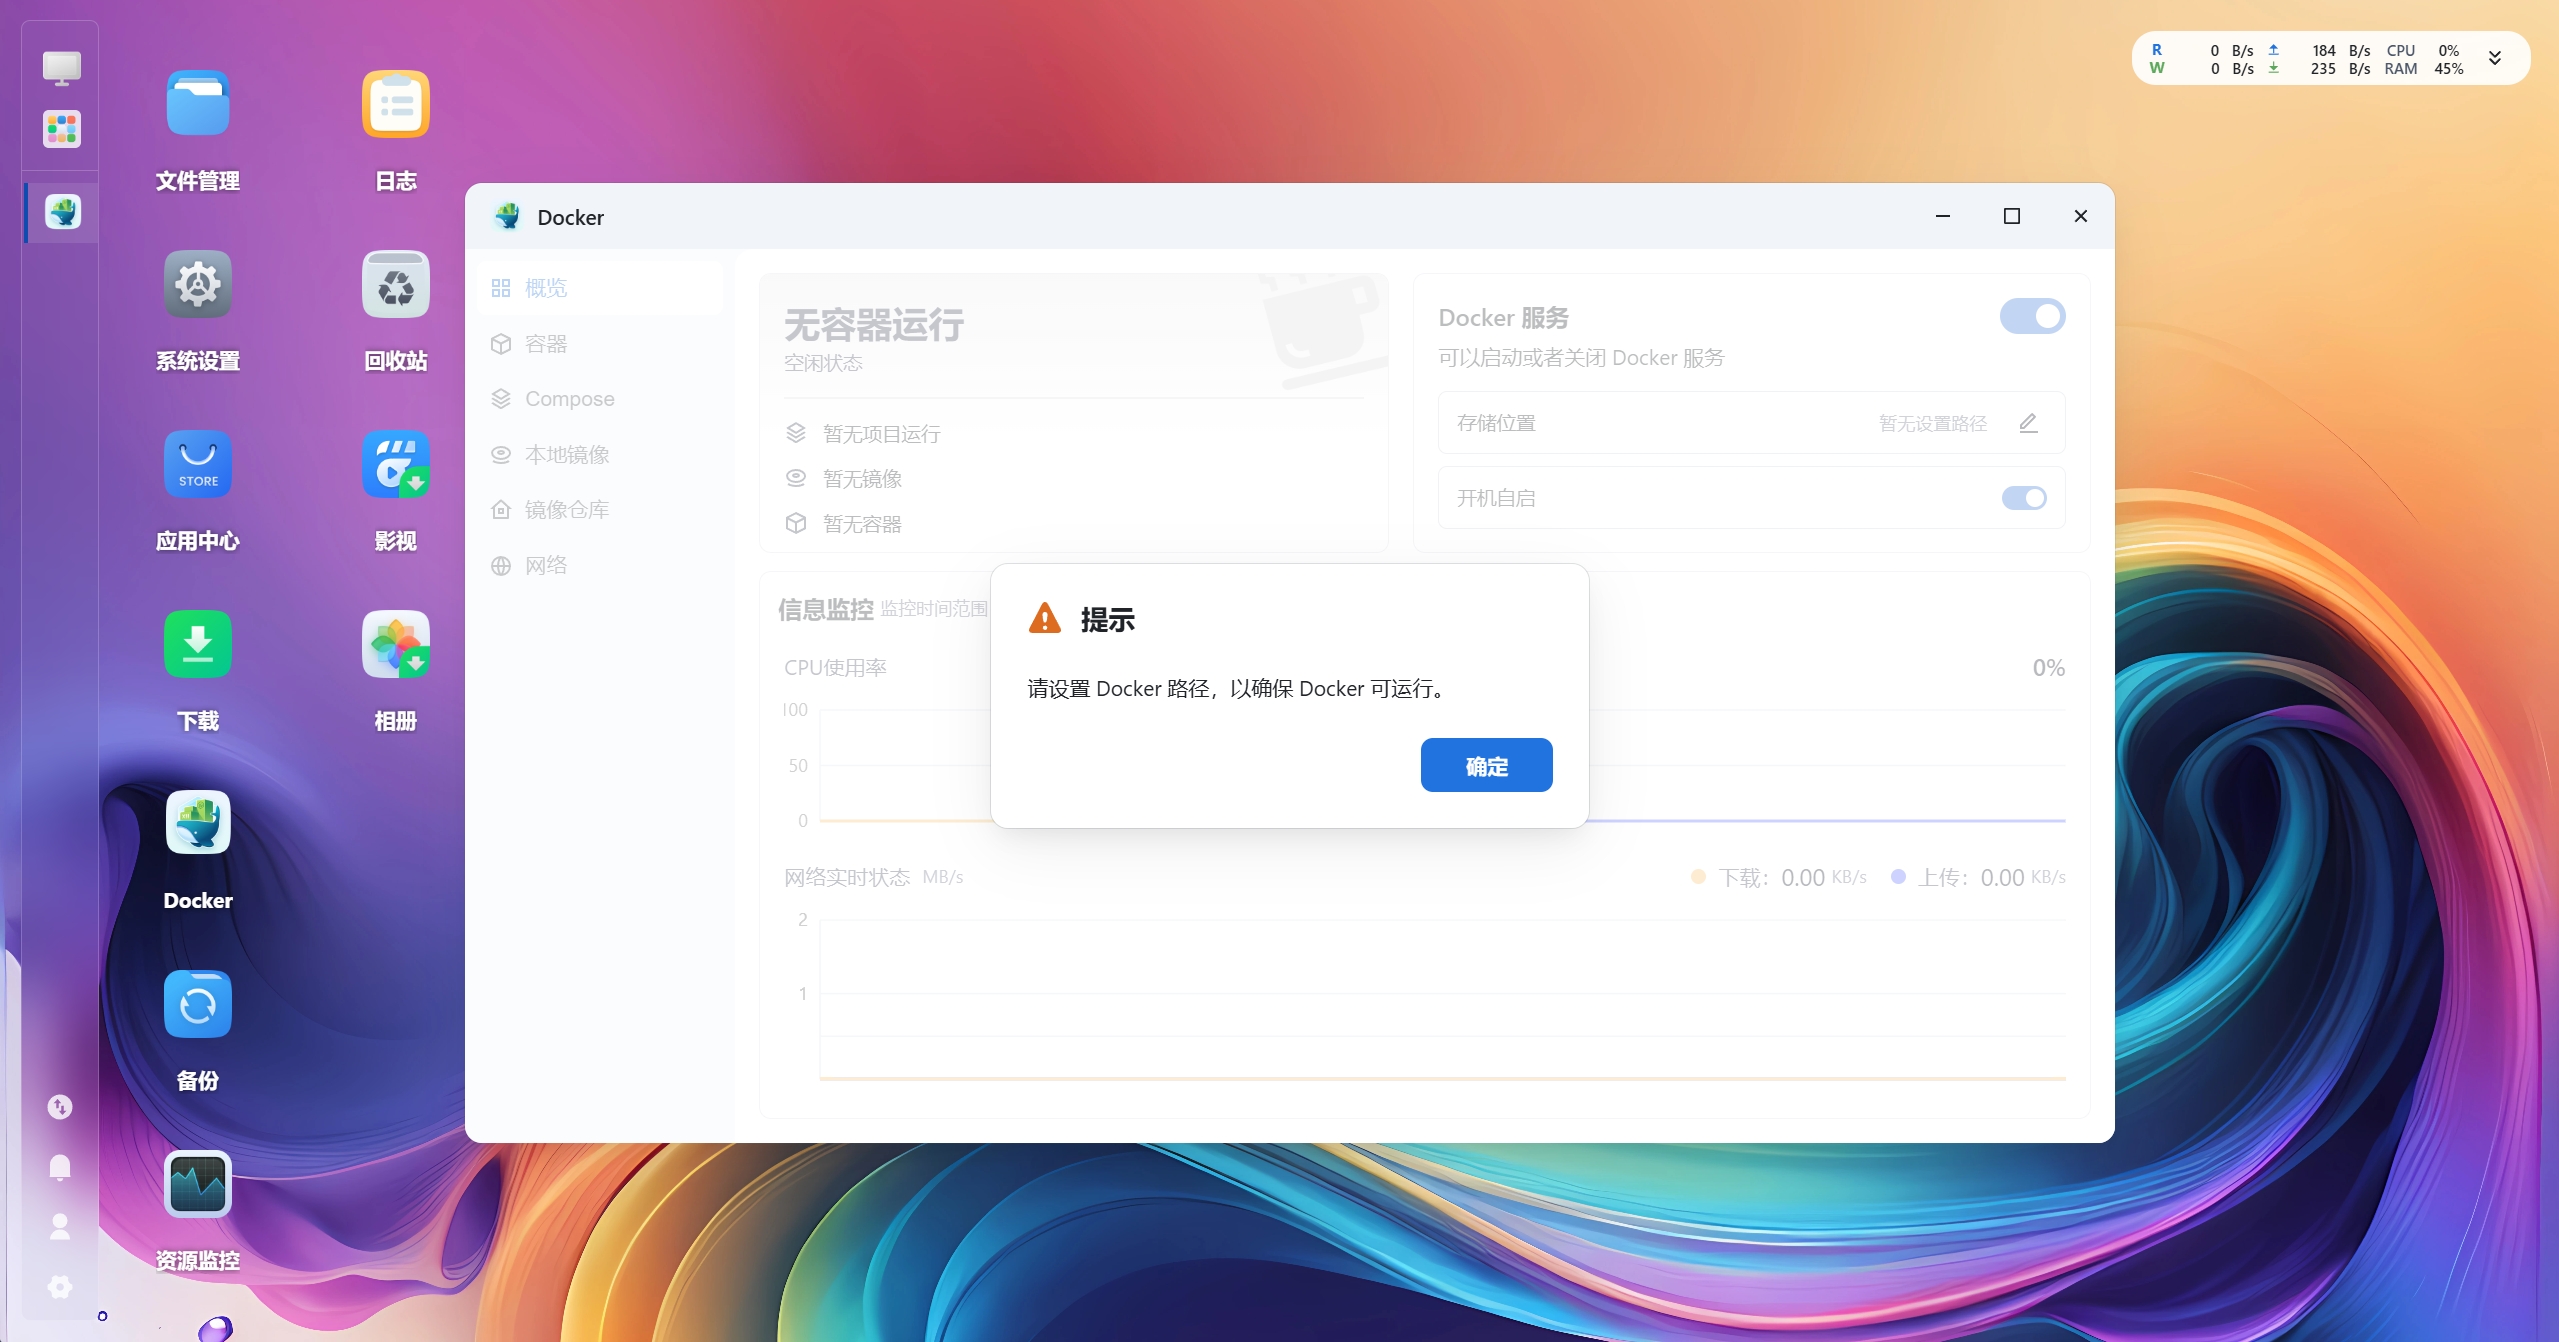 R 0 B/s 184 B/s CPU 0%
W 0 B/s 235 B/s RAM 45%
文件管理
日志
系统设置
回收站
STORE
应用中心
影视
下载
相册
Docker
备份
资源监控
Docker
概览
容器
Compose
本地镜像
镜像仓库
网络
无容器运行
空闲状态
暂无项目运行
暂无镜像
暂无容器
Docker 服务
可以启动或者关闭 Docker 服务
存储位置 暂无设置路径
开机自启
信息监控 监控时间范围
CPU使用率
0%
100
50
0
提示
请设置 Docker 路径，以确保 Docker 可运行。
确定
网络实时状态 MB/s
下载： 0.00 KB/s 上传： 0.00 KB/s
2
1